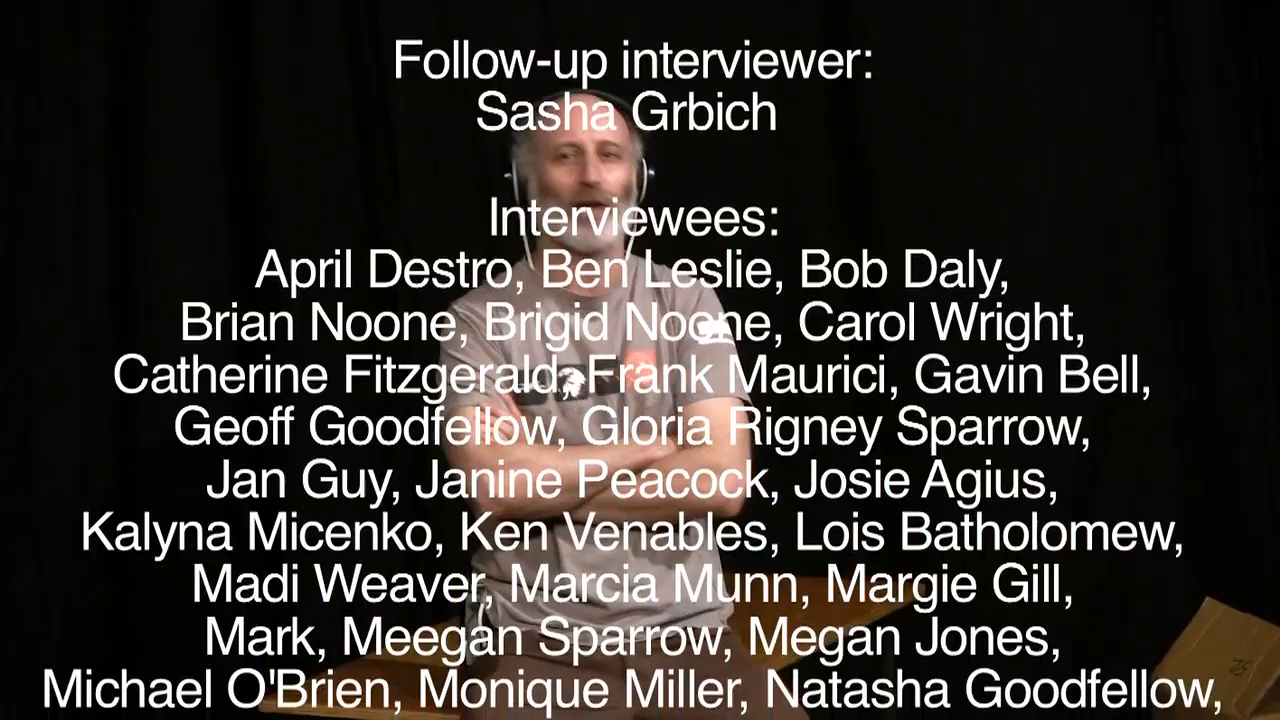 Follow-up interviewer:
Sasha Grbich
Interviewees:
April Destro, Ben Leslie, Bob Daly,
Brian Noone, Brigid Noone, Carol Wright,
Catherine Fitzgerald, Frank Maurici, Gavin Bell,
Geoff Goodfellow, Gloria Rigney Sparrow,
Jan Guy, Janine Peacock, Josie Agius,
Kalyna Micenko, Ken Venables, Lois Batholomew,
Madi Weaver, Marcia Munn, Margie Gill,
Mark, Meegan Sparrow, Megan Jones,
Michael O'Brien, Monique Miller, Natasha Goodfellow,